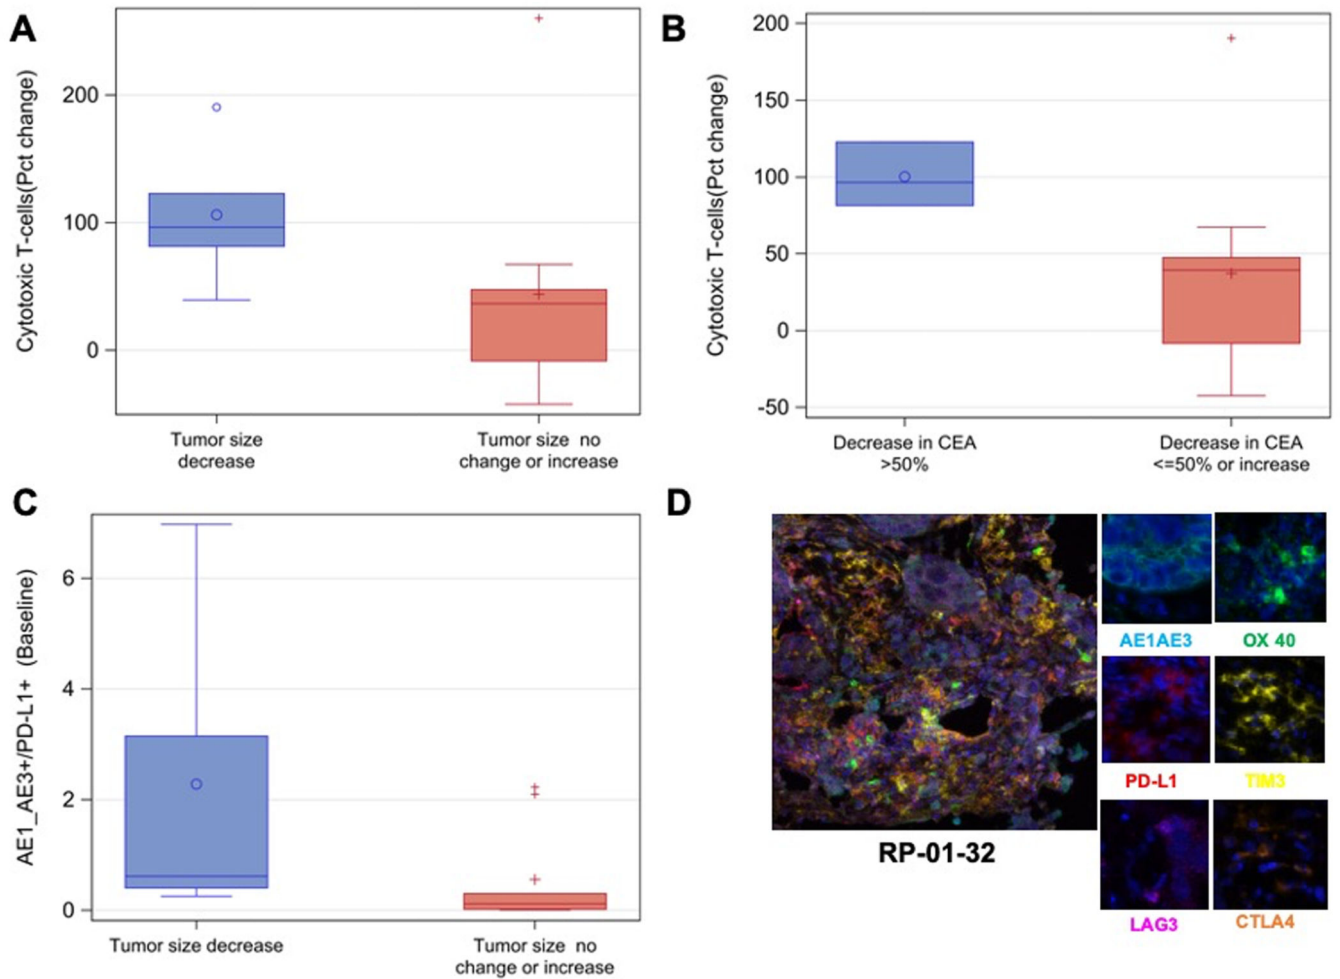 A
Cytotoxic T-cells(Pct change)
200
100
0
Tumor size
decrease
Tumor size no
change or increase
B
Cytotoxic T-cells(Pct change)
200
150
100
50
0
-50
Decrease in CEA
>50%
Decrease in CEA
<=50% or increase
C
AE1_AE3+/PD-L1+ (Baseline)
6
4
2
0
Tumor size decrease
Tumor size no
change or increase
D
RP-01-32
AE1AE3
OX 40
PD-L1
TIM3
LAG3
CTLA4